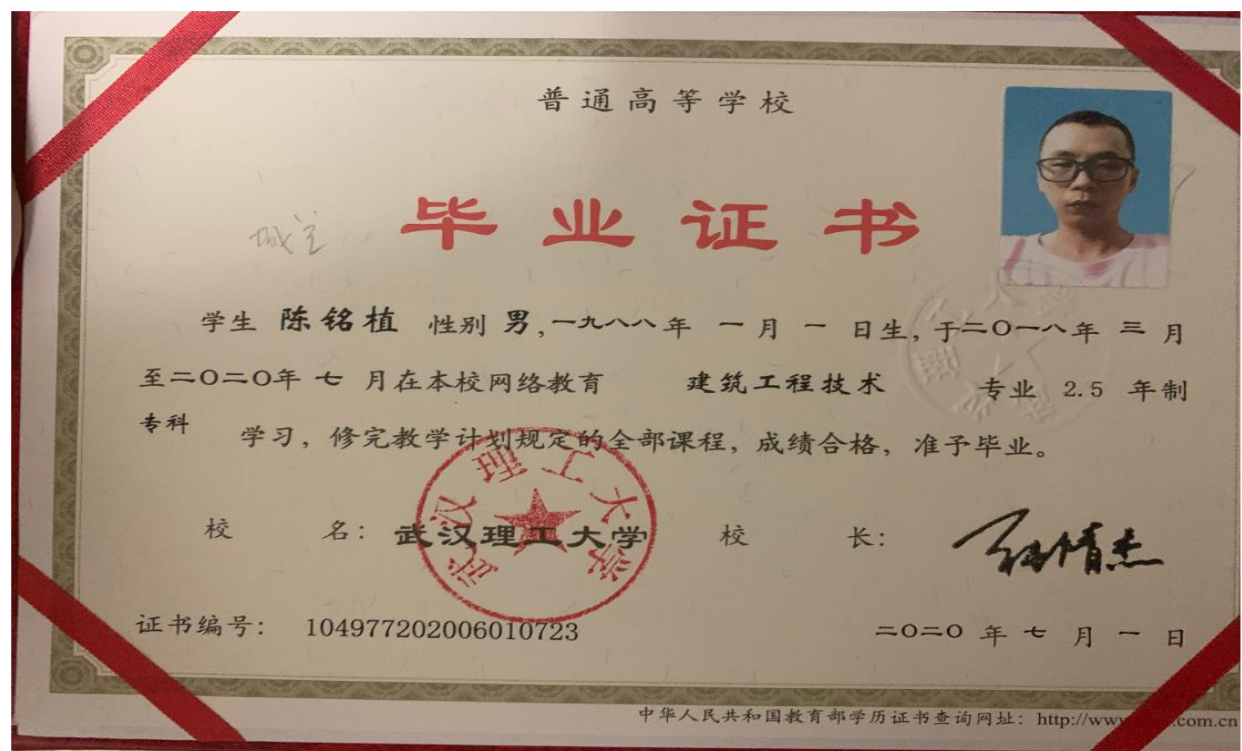 普通高等学校
毕业证书
学生 陈铭植 性别 男,一九八八年 一 月 一 日生, 于二〇一八年 三 月
至二〇二〇年 七 月在本校网络教育 建筑工程技术 专业 2.5 年制
专科 学习, 修完教学计划规定的全部课程, 成绩合格, 准予毕业。
武汉理工大学
校 名: 武汉理工大学 校 长:
证书编号: 104977202006010723 二〇二〇 年 七 月 一 日
中华人民共和国教育部学历证书查询网址: http://www .com.cn